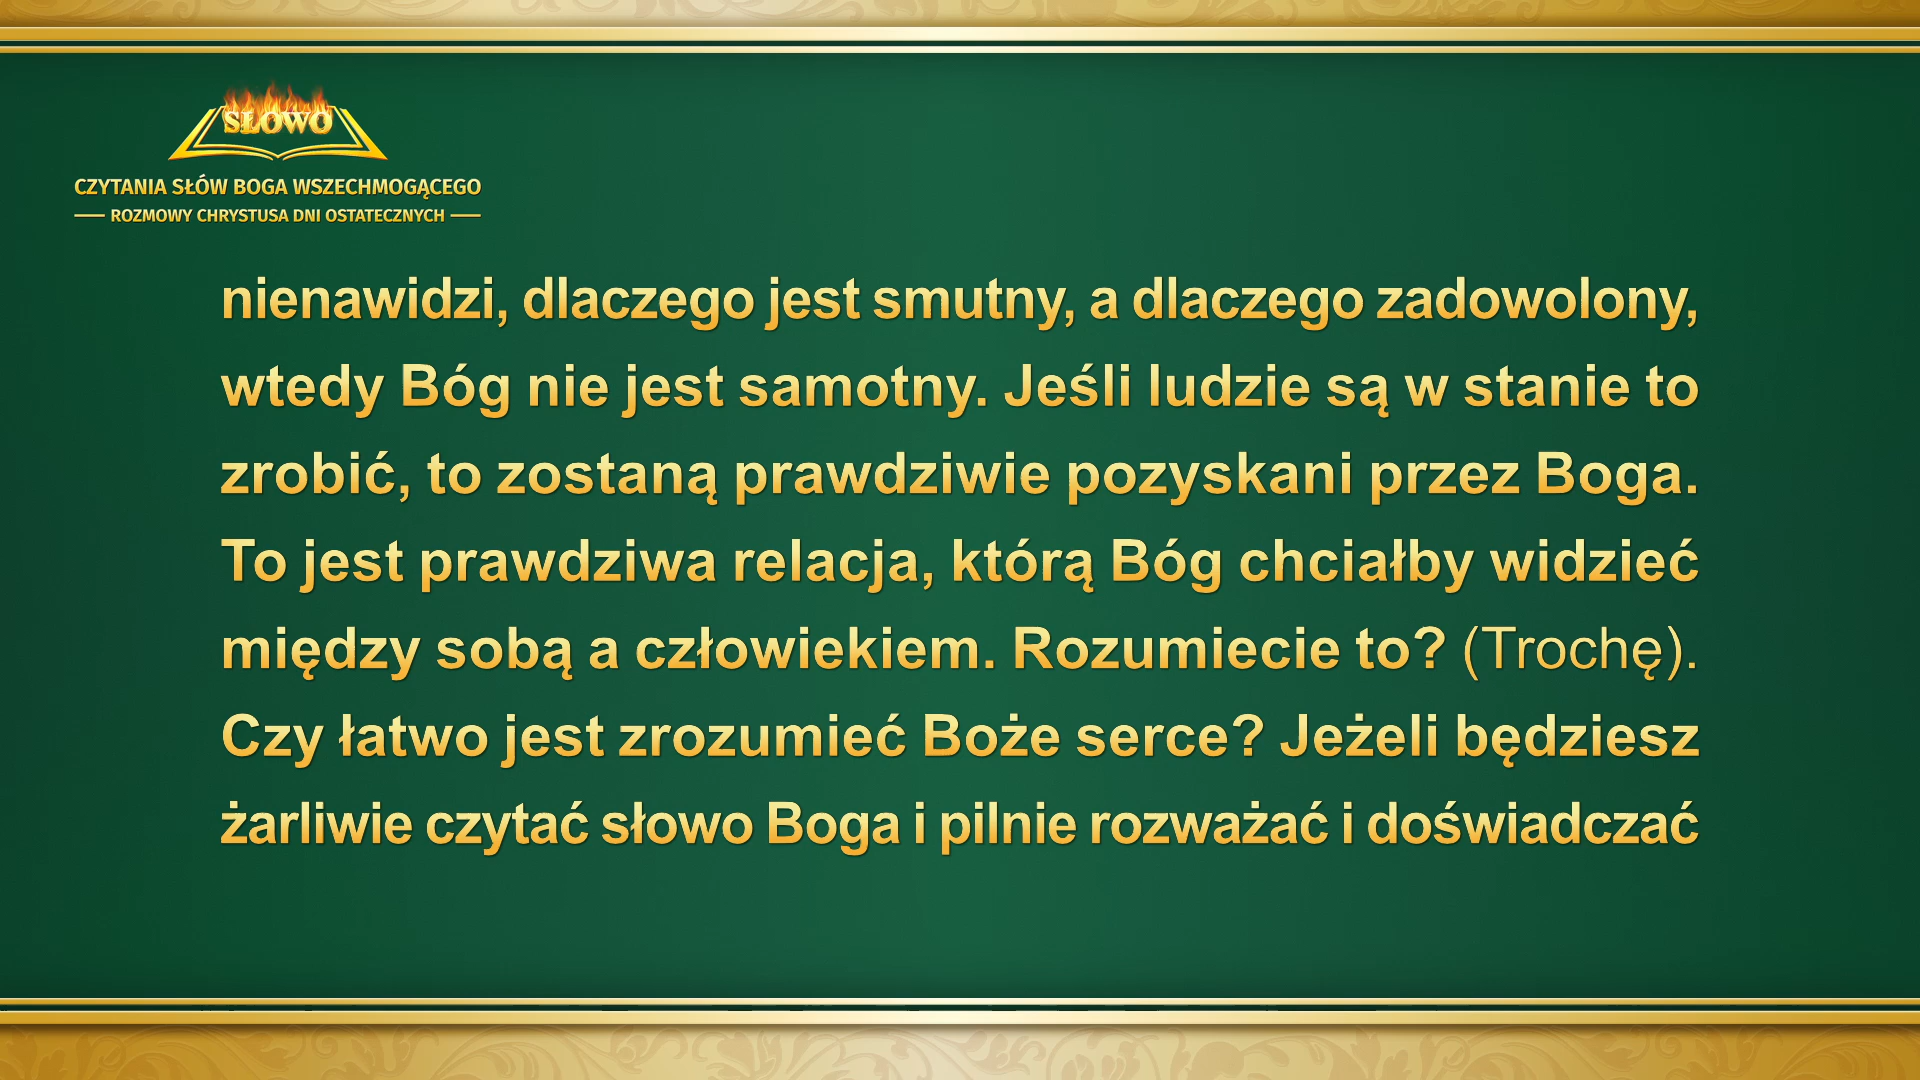 SŁOWO
CZYTANIA SŁÓW BOGA WSZECHMOGĄCEGO
ROZMOWY CHRYSTUSA DNI OSTATECZNYCH
nienawidzi, dlaczego jest smutny, a dlaczego zadowolony,
wtedy Bóg nie jest samotny. Jeśli ludzie są w stanie to
zrobić, to zostaną prawdziwie pozyskani przez Boga.
To jest prawdziwa relacja, którą Bóg chciałby widzieć
między sobą a człowiekiem. Rozumiecie to? (Trochę).
Czy łatwo jest zrozumieć Boże serce? Jeżeli będziesz
żarliwie czytać słowo Boga i pilnie rozważać i doświadczać